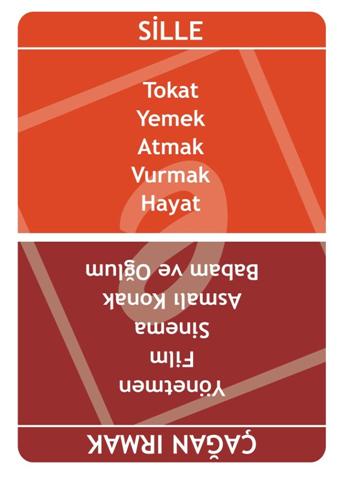 SİLLE
Tokat
Yemek
Atmak
Vurmak
Hayat
ÇAĞAN IRMAK
Yönetmen
Film
Sinema
Asmalı Konak
Babam ve Oğlum